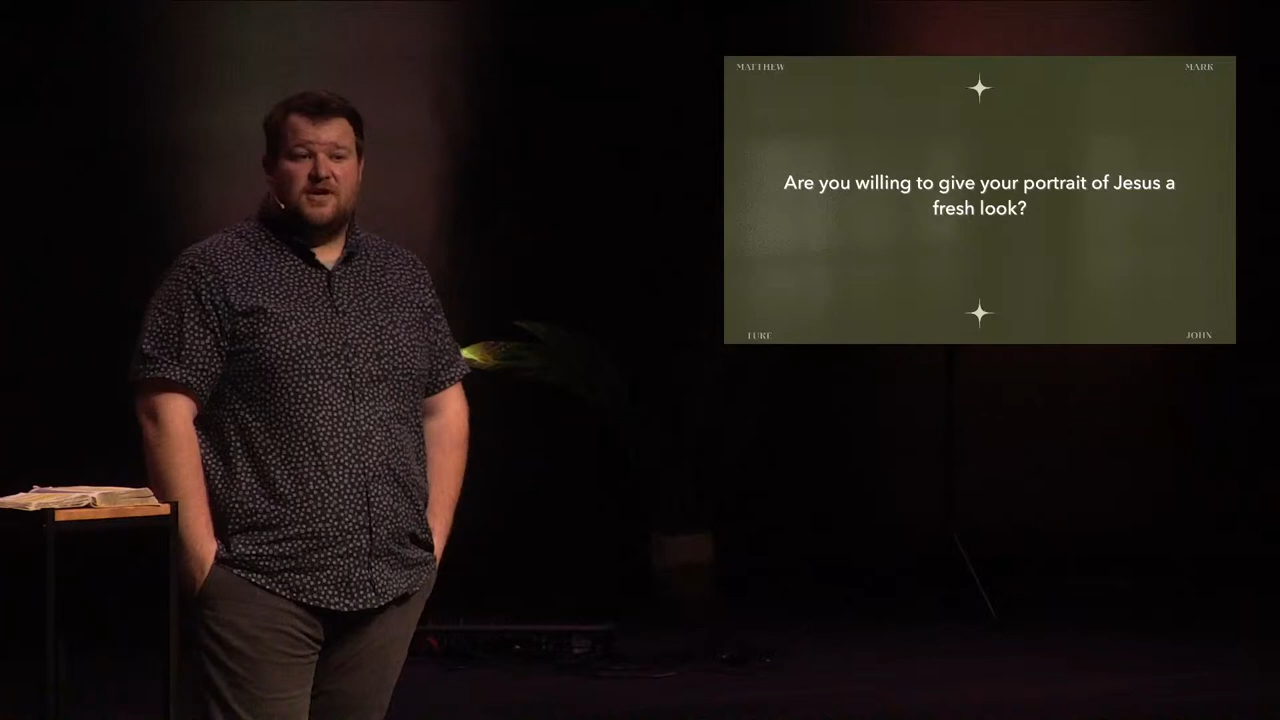 MATTHEW MARK
Are you willing to give your portrait of Jesus a
fresh look?
LUKE JOHN